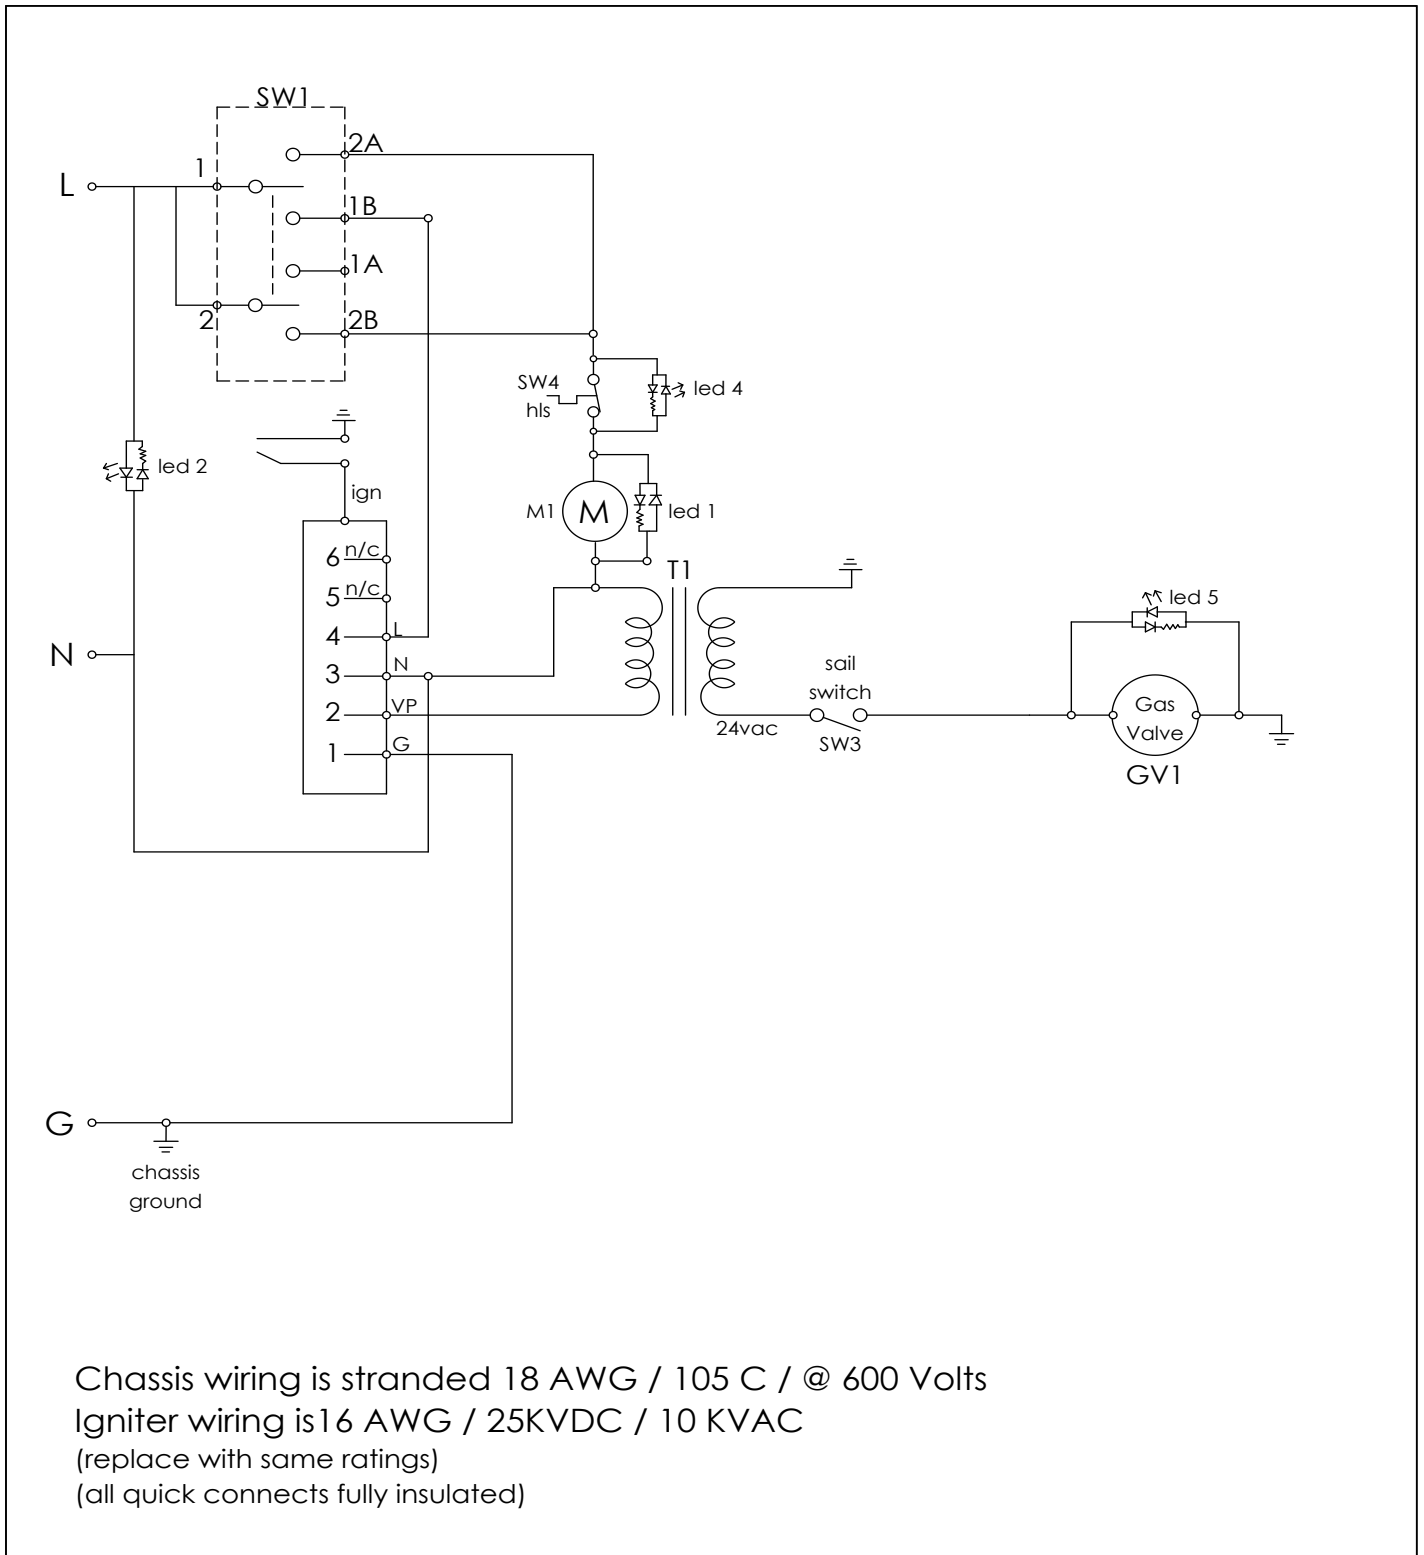 SW1
2A
1
L
1B
1A
2
2B
SW4
hls
led 4
led 2
ign
M1
M
led 1
6 n/c
5 n/c
4 L
3 N
2 VP
1 G
T1
N
led 5
sail
switch
SW3
24vac
Gas
Valve
GV1
G
chassis
ground
Chassis wiring is stranded 18 AWG / 105 C / @ 600 Volts
Igniter wiring is16 AWG / 25KVDC / 10 KVAC
(replace with same ratings)
(all quick connects fully insulated)